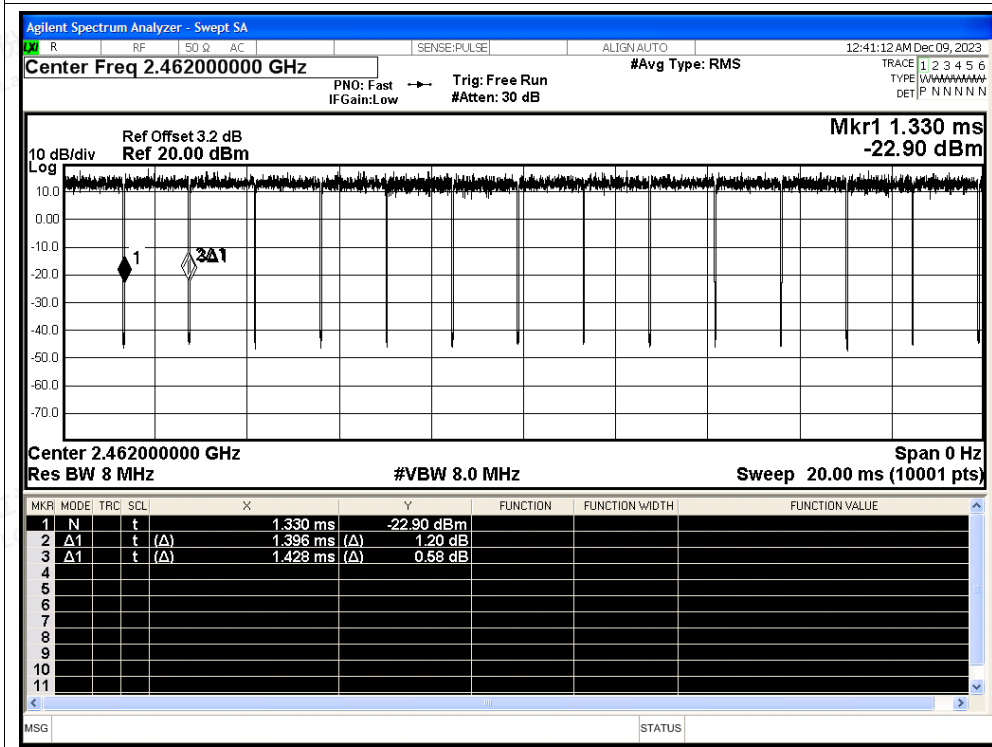 Agilent Spectrum Analyzer - Swept SA
LXI R RF 50 Ω AC SENSE:PULSE ALIGN AUTO 12:41:12 AM Dec 09, 2023
Center Freq 2.462000000 GHz #Avg Type: RMS TRACE 1 2 3 4 5 6
PNO: Fast Trig: Free Run TYPE
IFGain:Low #Atten: 30 dB DET P N N N N N
Mkr1 1.330 ms
-22.90 dBm
Ref Offset 3.2 dB
10 dB/div Ref 20.00 dBm
Log
10.0
0.00
-10.0
1 3Δ1
-20.0
-30.0
-40.0
-50.0
-60.0
-70.0
Center 2.462000000 GHz Span 0 Hz
Res BW 8 MHz #VBW 8.0 MHz Sweep 20.00 ms (10001 pts)
MKR MODE TRC SCL X Y FUNCTION FUNCTION WIDTH FUNCTION VALUE
1 N t 1.330 ms -22.90 dBm
2 Δ1 t (Δ) 1.396 ms (Δ) 1.20 dB
3 Δ1 t (Δ) 1.428 ms (Δ) 0.58 dB
4
5
6
7
8
9
10
11
MSG STATUS